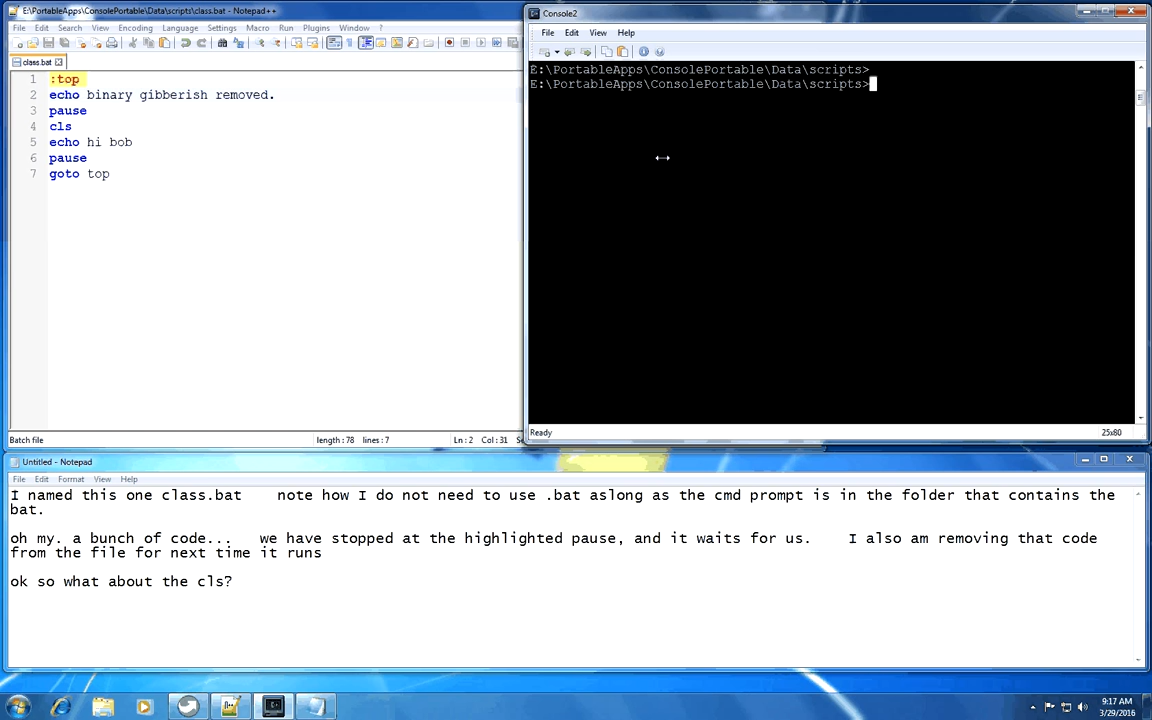 E:\PortableApps\ConsolePortable\Data\scripts\class.bat - Notepad++
File Edit Search View Encoding Language Settings Macro Run Plugins Window ?
class.bat
1 :top
2 echo binary gibberish removed.
3 pause
4 cls
5 echo hi bob
6 pause
7 goto top
Batch file length : 78 lines : 7 Ln : 2 Col : 31
Console2
File Edit View Help
E:\PortableApps\ConsolePortable\Data\scripts>
E:\PortableApps\ConsolePortable\Data\scripts>
Ready 25x80
Untitled - Notepad
File Edit Format View Help
I named this one class.bat note how I do not need to use .bat aslong as the cmd prompt is in the folder that contains the
bat.
oh my. a bunch of code... we have stopped at the highlighted pause, and it waits for us. I also am removing that code
from the file for next time it runs
ok so what about the cls?
9:17 AM
3/29/2016